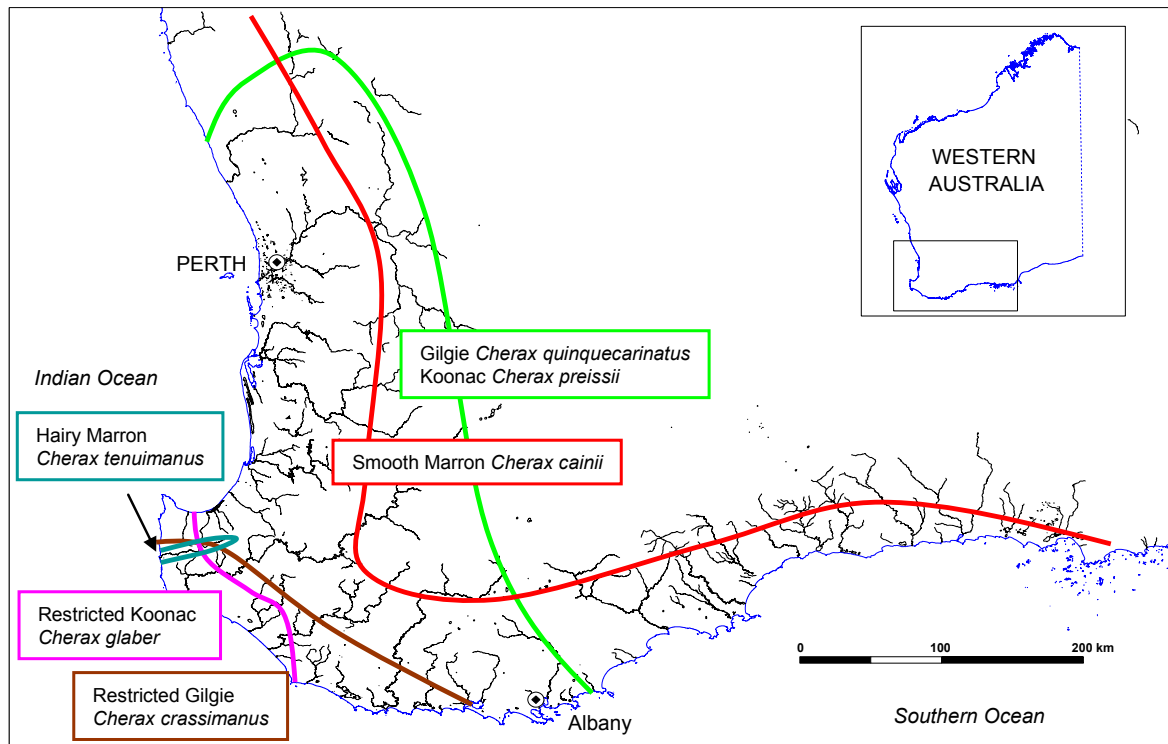 WESTERN
AUSTRALIA
PERTH
Gilgie Cherax quinquecarinatus
Koonac Cherax preissii
Indian Ocean
Hairy Marron
Cherax tenuimanus
Smooth Marron Cherax cainii
Restricted Koonac
Cherax glaber
0 100 200 km
Restricted Gilgie
Cherax crassimanus
Albany
Southern Ocean